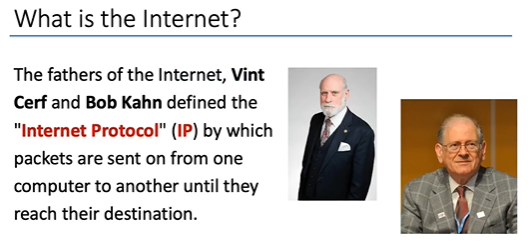 What is the Internet?
The fathers of the Internet, Vint
Cerf and Bob Kahn defined the
"Internet Protocol" (IP) by which
packets are sent on from one
computer to another until they
reach their destination.